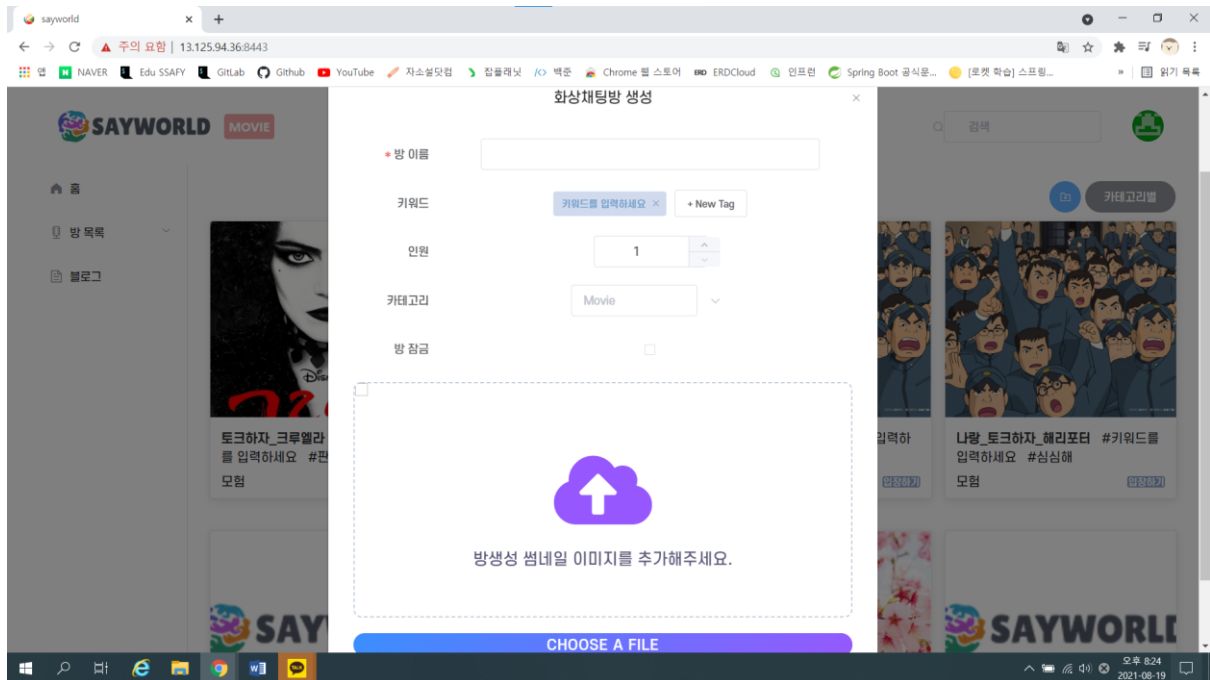 sayworld
주의 요함 | 13.125.94.36:8443
앱 NAVER Edu SSAFY GitLab Github YouTube 자소설닷컴 잡플래닛 백준 Chrome 웹 스토어 ERDCloud 인프런 Spring Boot 공식문... [로켓 학습] 스프링... » 읽기 목록
화상채팅방 생성
SAYWORLD MOVIE
검색
* 방 이름
홈
키워드 키워드를 입력하세요 × + New Tag
카테고리별
방 목록
인원 1
블로그
카테고리 Movie
방 잠금
토크하자_크루엘라
를 입력하세요 #판
모험
입력하
입장하기
나랑_토크하자_해리포터 #키워드를
입력하세요 #심심해
모험 입장하기
방생성 썸네일 이미지를 추가해주세요.
SAY
SAYWORL
CHOOSE A FILE
오후 8:24
2021-08-19